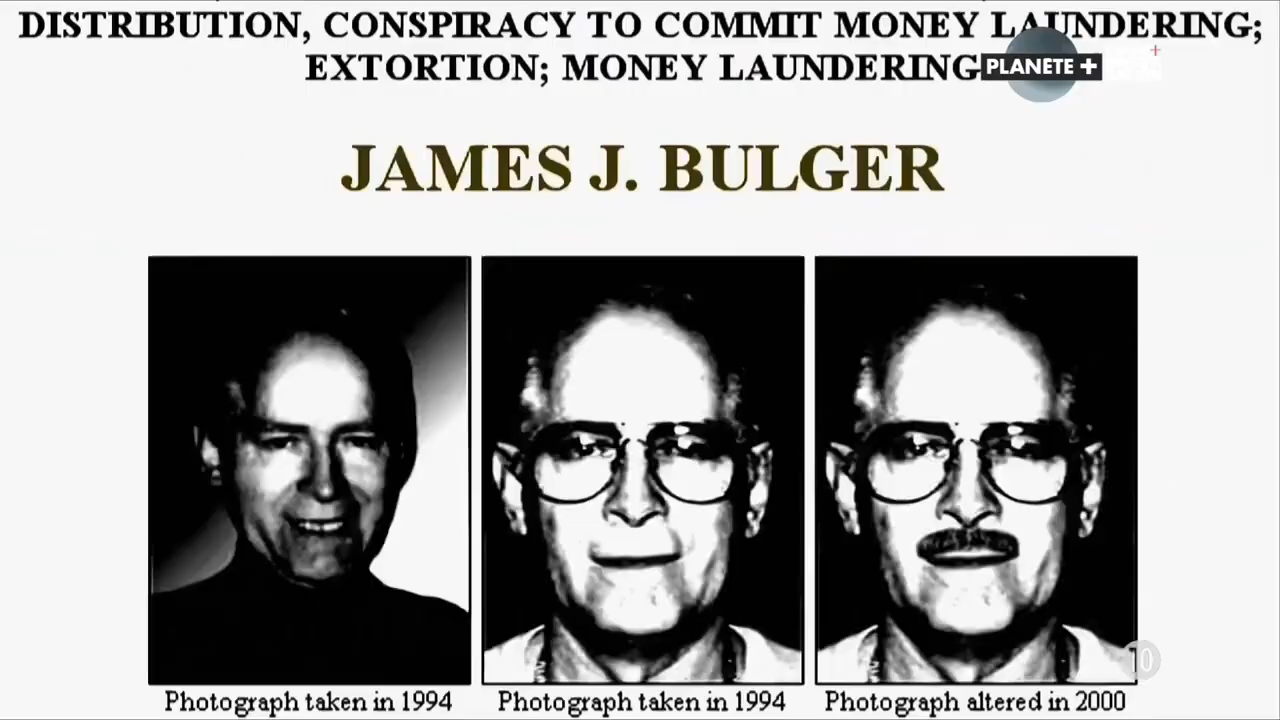 DISTRIBUTION, CONSPIRACY TO COMMIT MONEY LAUNDERING;
EXTORTION; MONEY LAUNDERING
PLANETE +
JAMES J. BULGER
Photograph taken in 1994
Photograph taken in 1994
Photograph altered in 2000
10